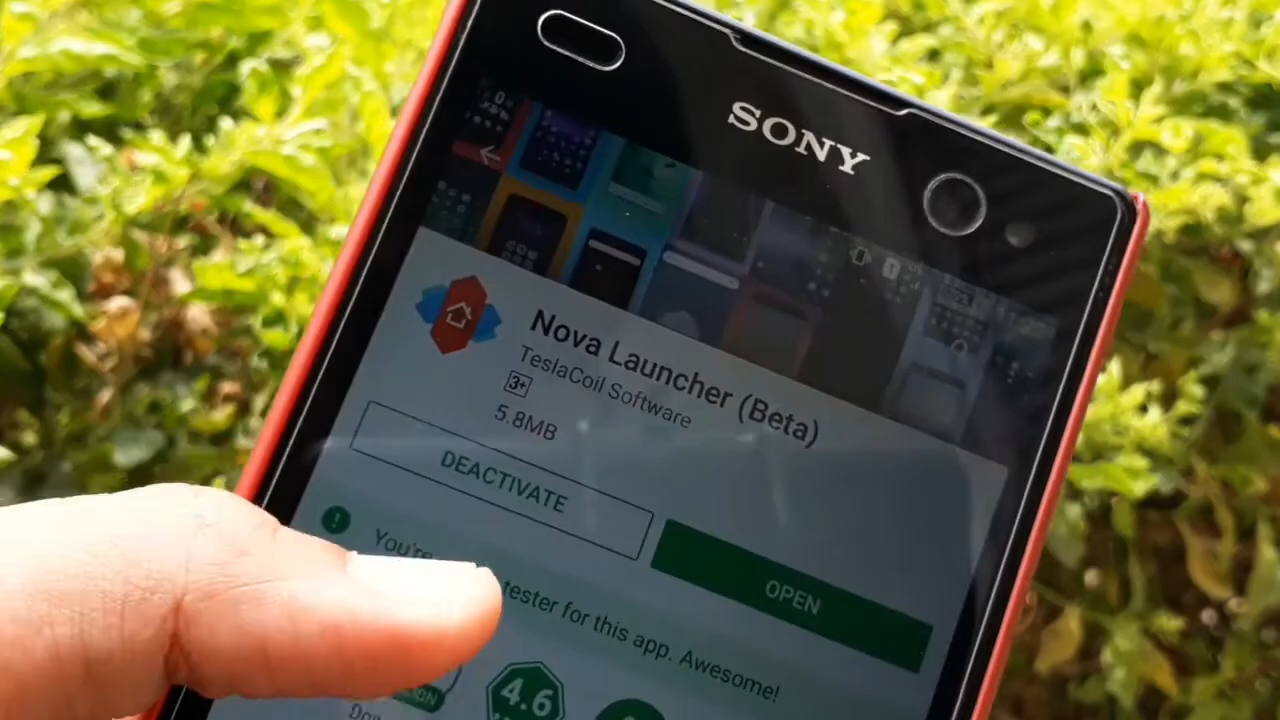 SONY
Nova Launcher (Beta)
TeslaCoil Software
3+
5.8MB
DEACTIVATE
OPEN
You're tester for this app. Awesome!
4.6